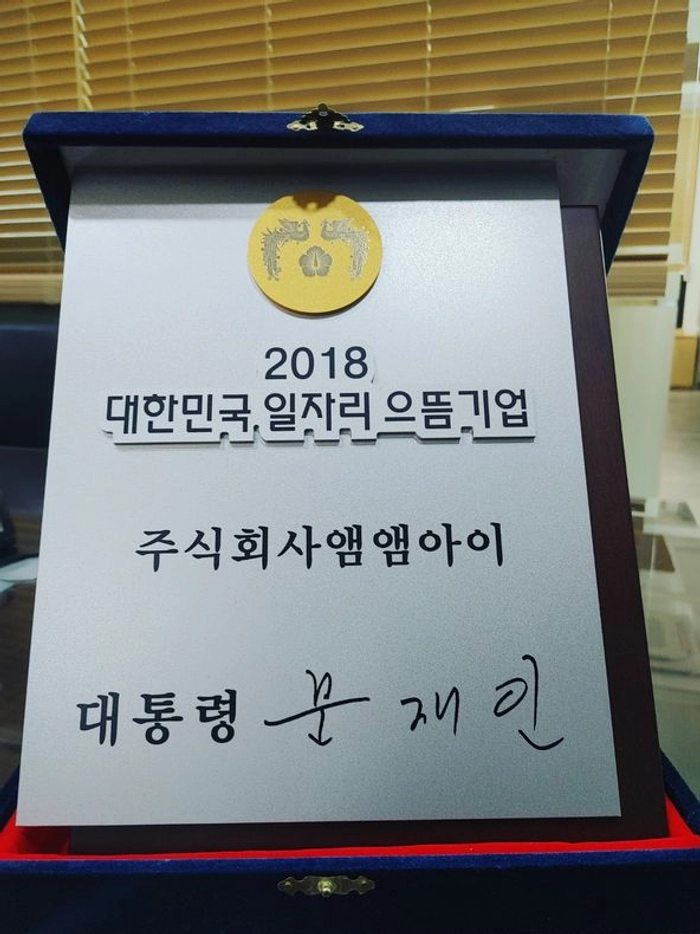 2018
대한민국 일자리 으뜸기업
주식회사앰앰아이
대통령 문재인